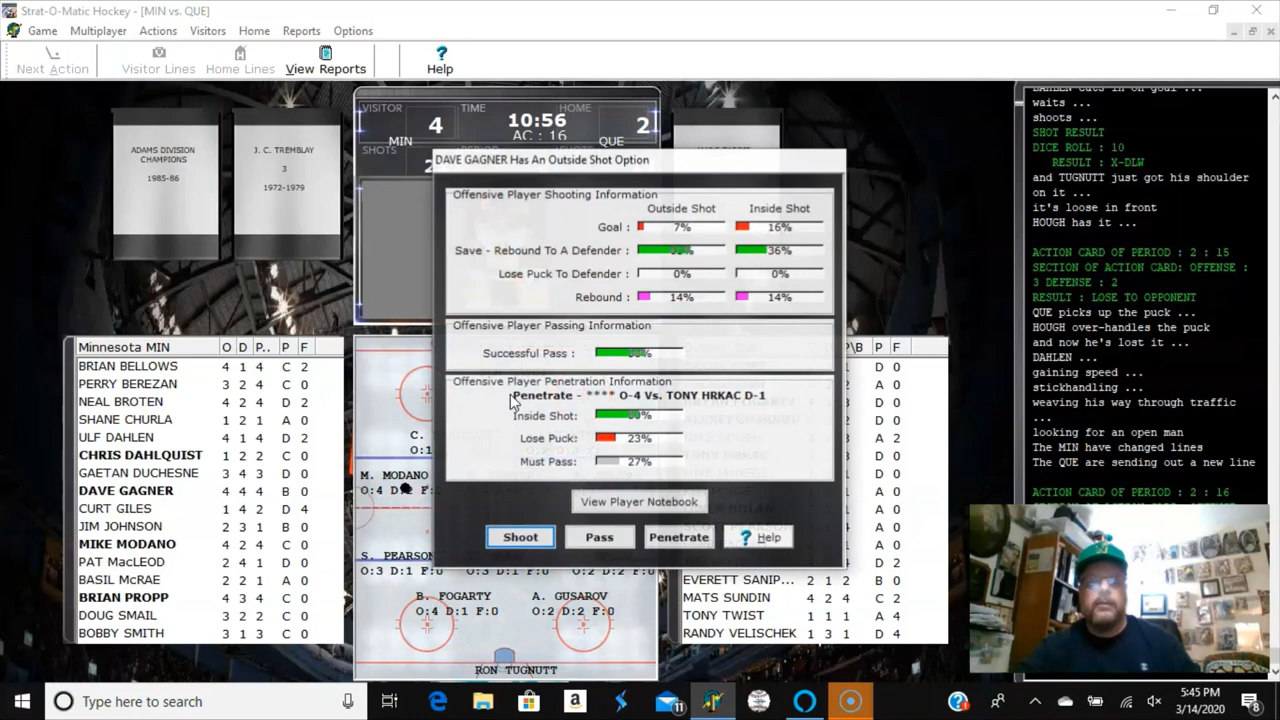 Strat-O-Matic Hockey - [MIN vs. QUE]
Game Multiplayer Actions Visitors Home Reports Options
Next Action Visitor Lines Home Lines View Reports Help
ADAMS DIVISION
CHAMPIONS
1985-86
J. C. TREMBLAY
3
1972-1979
VISITOR TIME HOME
4 10:56 2
MIN AC : 16 QUE
SHOTS
DAVE GAGNER Has An Outside Shot Option
Offensive Player Shooting Information
Outside Shot Inside Shot
Goal : 7% 16%
Save - Rebound To A Defender : 36%
Lose Puck To Defender : 0% 0%
Rebound : 14% 14%
Offensive Player Passing Information
Successful Pass :
Offensive Player Penetration Information
Penetrate - **** O-4 Vs. TONY HRKAC D-1
Inside Shot:
Lose Puck: 23%
Must Pass: 27%
View Player Notebook
Shoot Pass Penetrate Help
Minnesota MIN O D P.. P F
BRIAN BELLOWS 4 1 4 C 2
PERRY BEREZAN 3 2 4 C 0
NEAL BROTEN 4 2 4 C 0
SHANE CHURLA 1 2 1 A 0
ULF DAHLEN 4 1 4 D 2
CHRIS DAHLQUIST 1 2 2 C 0
GAETAN DUCHESNE 3 4 3 D 0
DAVE GAGNER 4 4 4 B 0
CURT GILES 1 4 2 D 4
JIM JOHNSON 2 3 1 B 0
MIKE MODANO 4 2 4 C 0
PAT MacLEOD 2 4 1 D 0
BASIL McRAE 2 2 1 A 0
BRIAN PROPP 4 3 4 C 0
DOUG SMAIL 3 4 1 D 0
BOBBY SMITH 3 1 3 C 0
M. MODANO
S. PEARSON
O:3 D:1 F:0 O:3 D:1 F:0 O:2 D:2 F:0
B. FOGARTY A. GUSAROV
O:4 D:1 F:0 O:2 D:2 F:0
RON TUGNUTT
P\B P F
EVERETT SANIP... 2 1 2 B 0
MATS SUNDIN 4 2 4 C 2
TONY TWIST 1 1 1 A 4
RANDY VELISCHEK 1 3 1 D 4
DAHLEN cuts in on goal ...
waits ...
shoots ...
SHOT RESULT
DICE ROLL : 10
RESULT : X-DLW
and TUGNUTT just got his shoulder
on it ...
it's loose in front
HOUGH has it ...
ACTION CARD OF PERIOD : 2 : 15
SECTION OF ACTION CARD: OFFENSE :
3 DEFENSE : 2
RESULT : LOSE TO OPPONENT
QUE picks up the puck ...
HOUGH over-handles the puck
and now he's lost it ...
DAHLEN ...
gaining speed ...
stickhandling ...
weaving his way through traffic
...
looking for an open man
The MIN have changed lines
The QUE are sending out a new line
ACTION CARD OF PERIOD : 2 : 16
Type here to search
11
5:45 PM
3/14/2020
8